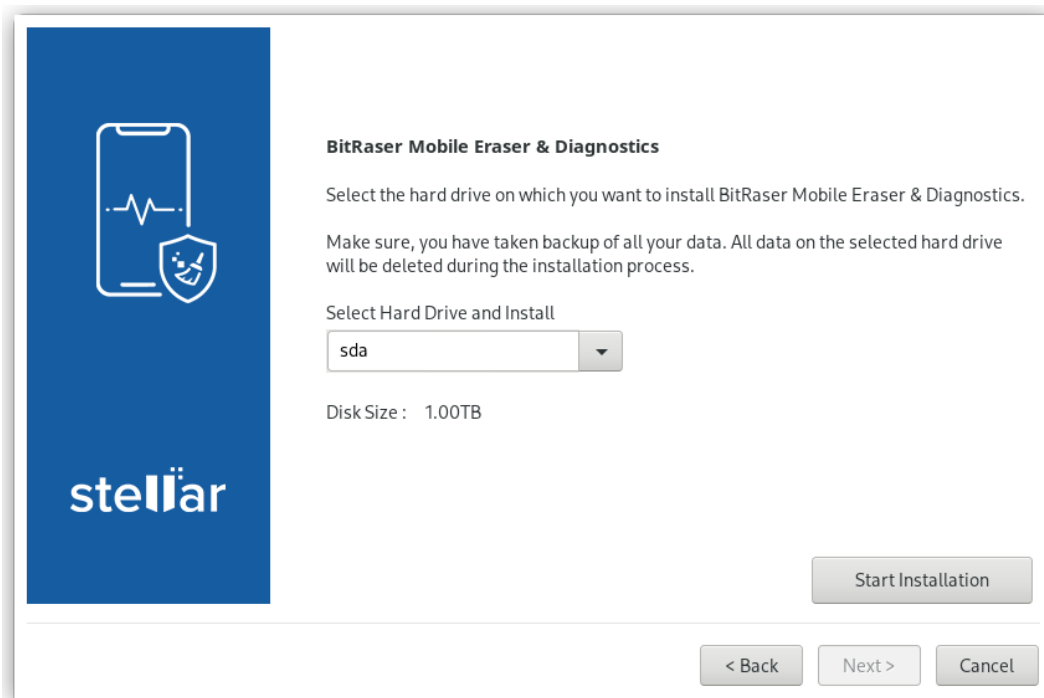 BitRaser Mobile Eraser & Diagnostics
Select the hard drive on which you want to install BitRaser Mobile Eraser & Diagnostics.
Make sure, you have taken backup of all your data. All data on the selected hard drive
will be deleted during the installation process.
Select Hard Drive and Install
sda
Disk Size : 1.00TB
stellar
Start Installation
< Back
Next >
Cancel